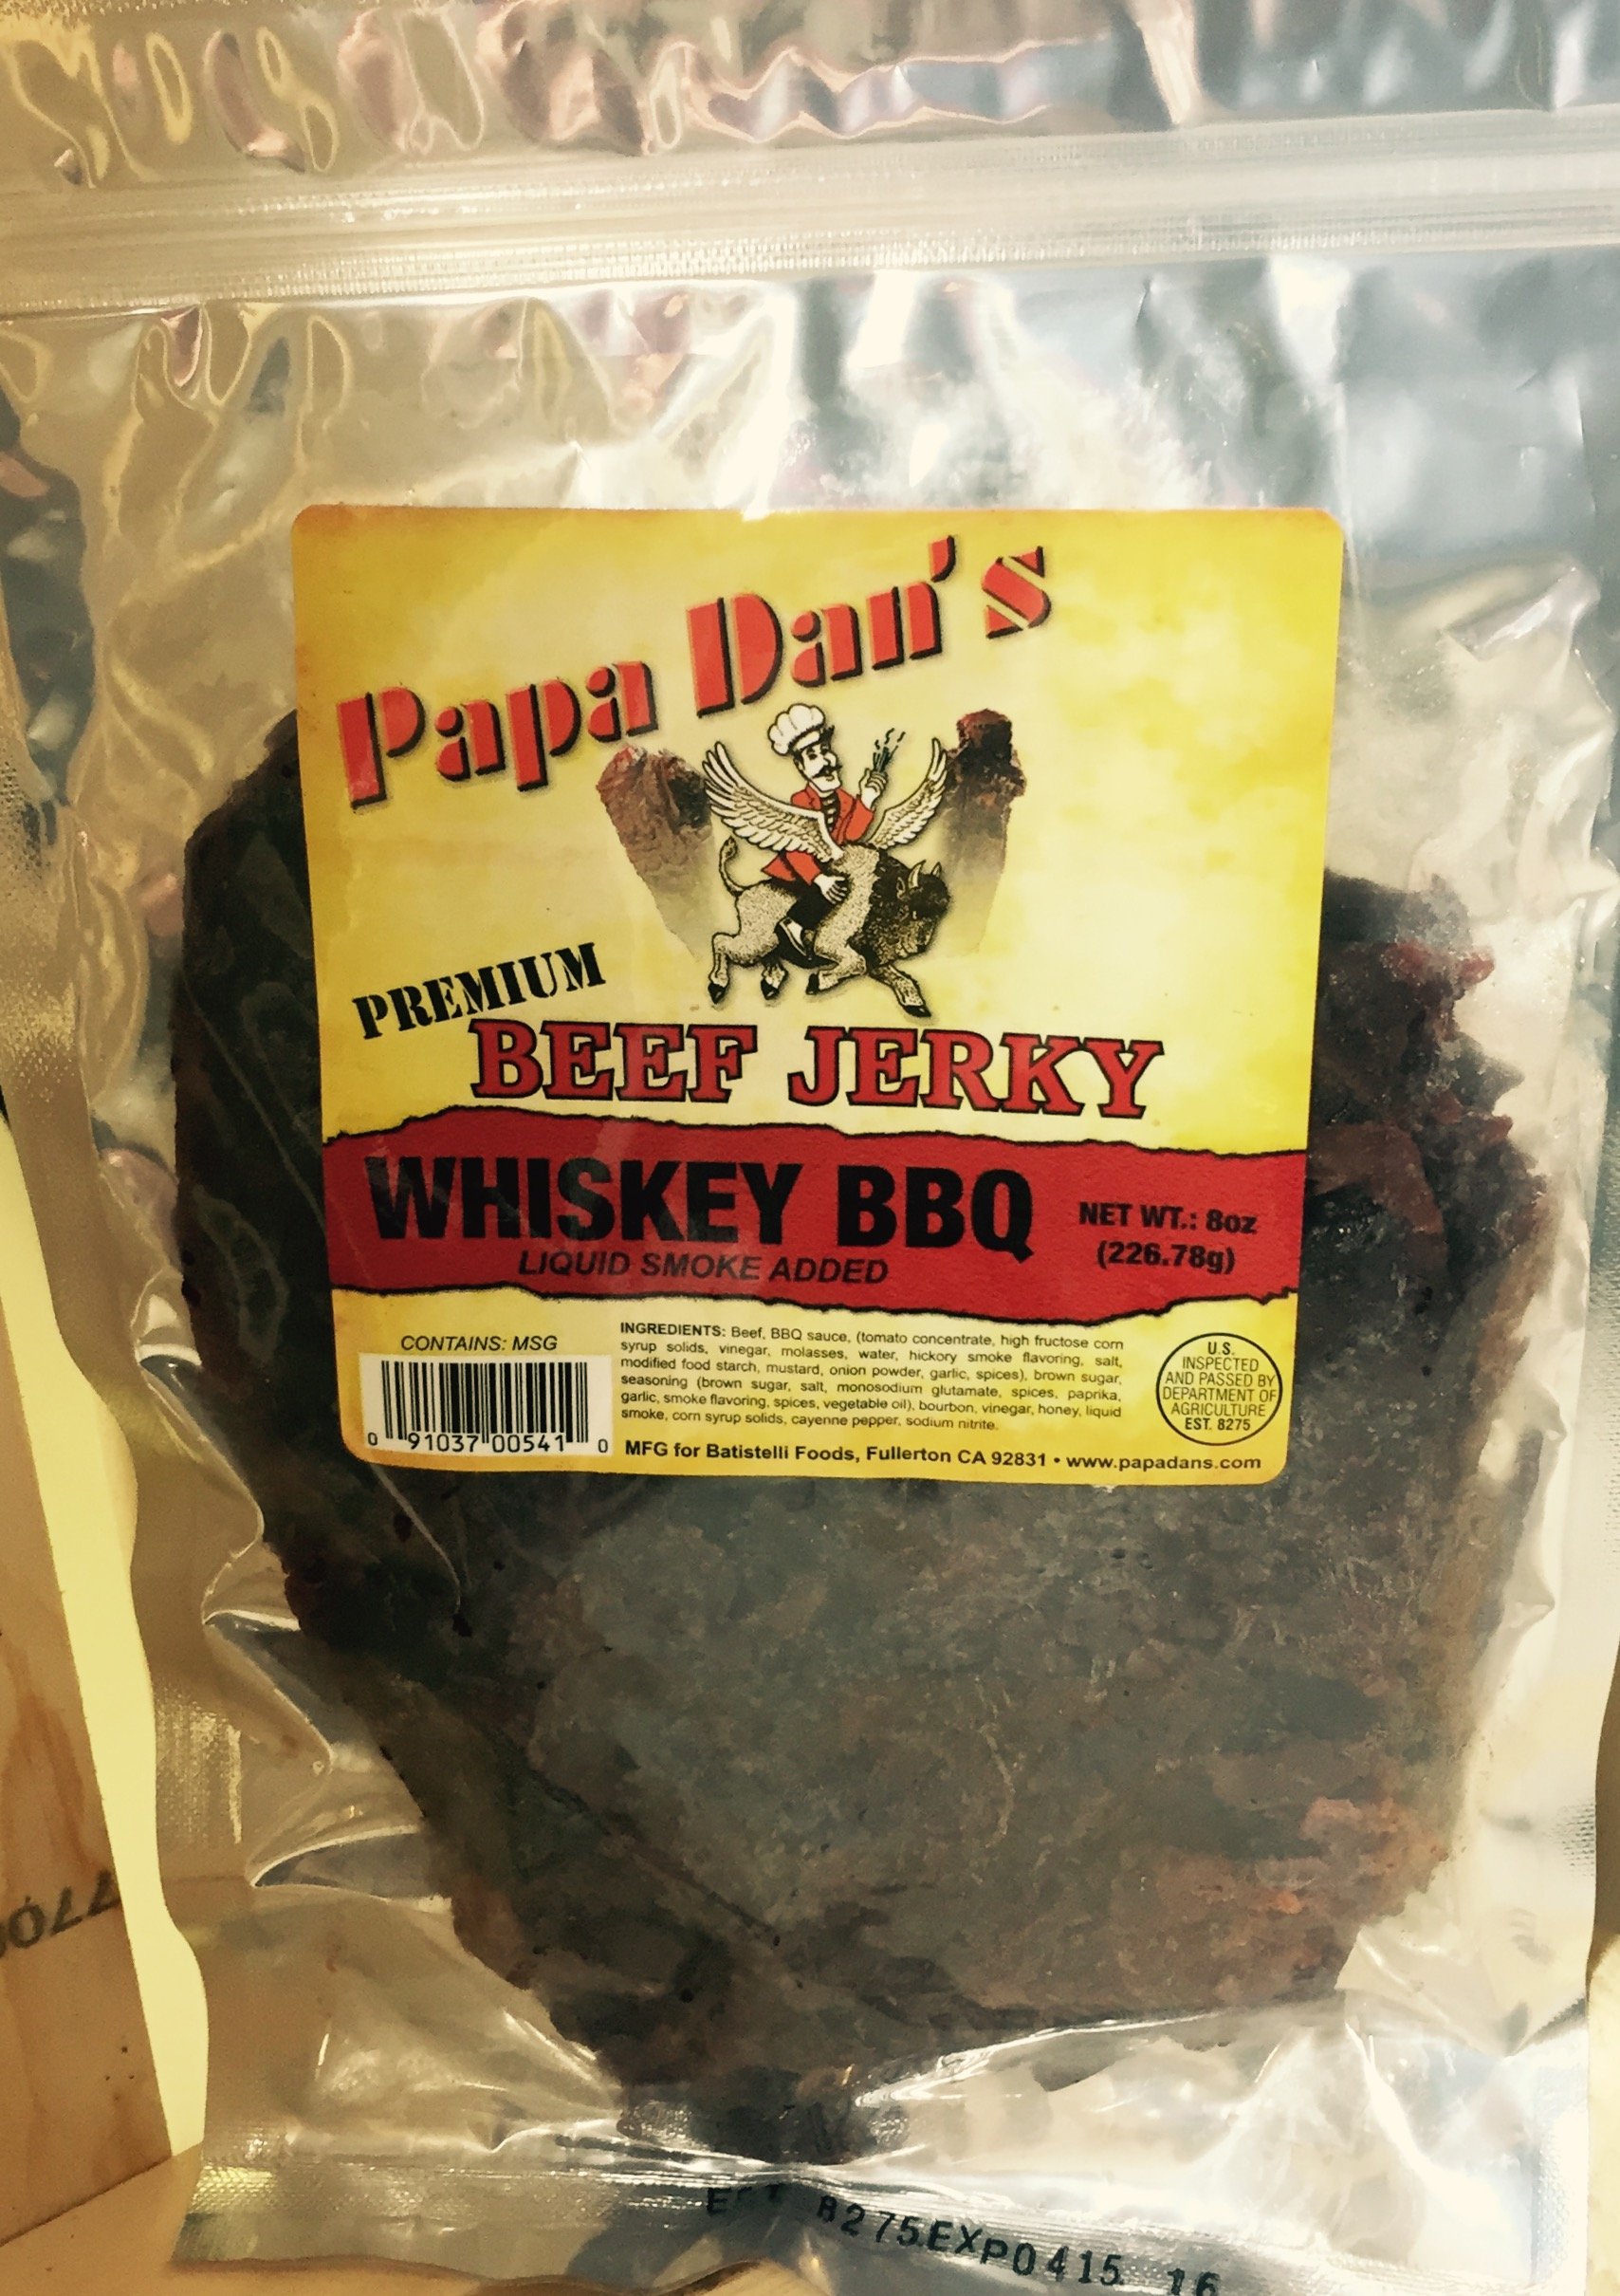 Papa Dan's
PREMIUM
BEEF JERKY
WHISKEY BBQ
LIQUID SMOKE ADDED
NET WT.: 8oz
(226.78g)
CONTAINS: MSG
0 91037 00541 0
INGREDIENTS: Beef, BBQ sauce, (tomato concentrate, high fructose corn
syrup solids, vinegar, molasses, water, hickory smoke flavoring, salt,
modified food starch, mustard, onion powder, garlic, spices), brown sugar,
seasoning (brown sugar, salt, monosodium glutamate, spices, paprika,
garlic, smoke flavoring, spices, vegetable oil), bourbon, vinegar, honey, liquid
smoke, corn syrup solids, cayenne pepper, sodium nitrite.
MFG for Batistelli Foods, Fullerton CA 92831 • www.papadans.com
U.S.
INSPECTED
AND PASSED BY
DEPARTMENT OF
AGRICULTURE
EST. 8275
8275 EXP 04 15 16